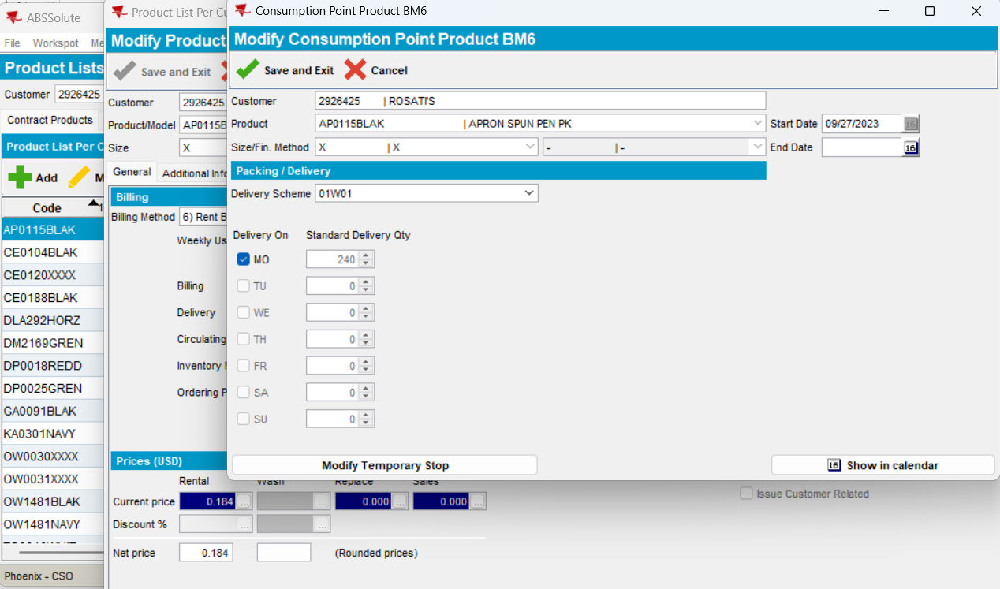 ABSSolute
File Workspot Me
Product Lists
Customer 2926425
Contract Products
Product List Per C
Add M
Code 1
AP0115BLAK
CE0104BLAK
CE0120XXXX
CE0188BLAK
DLA292HORZ
DM2169GREN
DP0018REDD
DP0025GREN
GA0091BLAK
KA0301NAVY
OW0030XXXX
OW0031XXXX
OW1481BLAK
OW1481NAVY
Phoenix - CSO
Product List Per Cu
Modify Product
Save and Exit
Customer 2926425
Product/Model AP0115B
Size X
General Additional Info
Billing
Billing Method 6) Rent B
Weekly Us
Billing
Delivery
Circulating
Inventory
Ordering P
Prices (USD)
Rental Wash Replace Sales
Current price 0.184 ... ... 0.000 ... 0.000 ...
Discount % ... ...
Net price 0.184 (Rounded prices)
Issue Customer Related
Consumption Point Product BM6
Modify Consumption Point Product BM6
Save and Exit Cancel
Customer 2926425 | ROSATI'S
Product AP0115BLAK | APRON SPUN PEN PK Start Date 09/27/2023 16
Size/Fin. Method X | X - | - End Date 16
Packing / Delivery
Delivery Scheme 01W01
Delivery On Standard Delivery Qty
MO 240
TU 0
WE 0
TH 0
FR 0
SA 0
SU 0
Modify Temporary Stop 16 Show in calendar